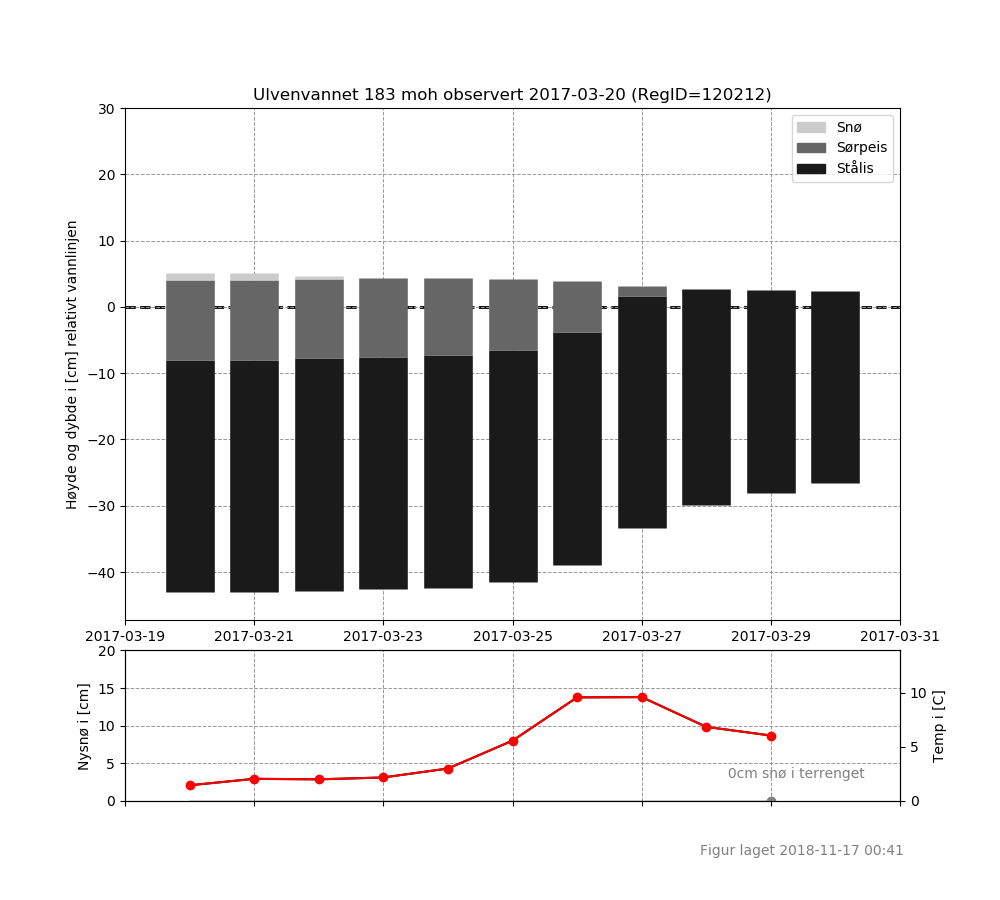 Ulvenvannet 183 moh observert 2017-03-20 (RegID=120212)
Snø
Sørpeis
Stålis
Høyde og dybde i [cm] relativt vannlinjen
30
20
10
0
−10
−20
−30
−40
2017-03-19 2017-03-21 2017-03-23 2017-03-25 2017-03-27 2017-03-29 2017-03-31
Nysnø i [cm]
20
15
10
5
0
10
5
0
Temp i [C]
0cm snø i terrenget
Figur laget 2018-11-17 00:41